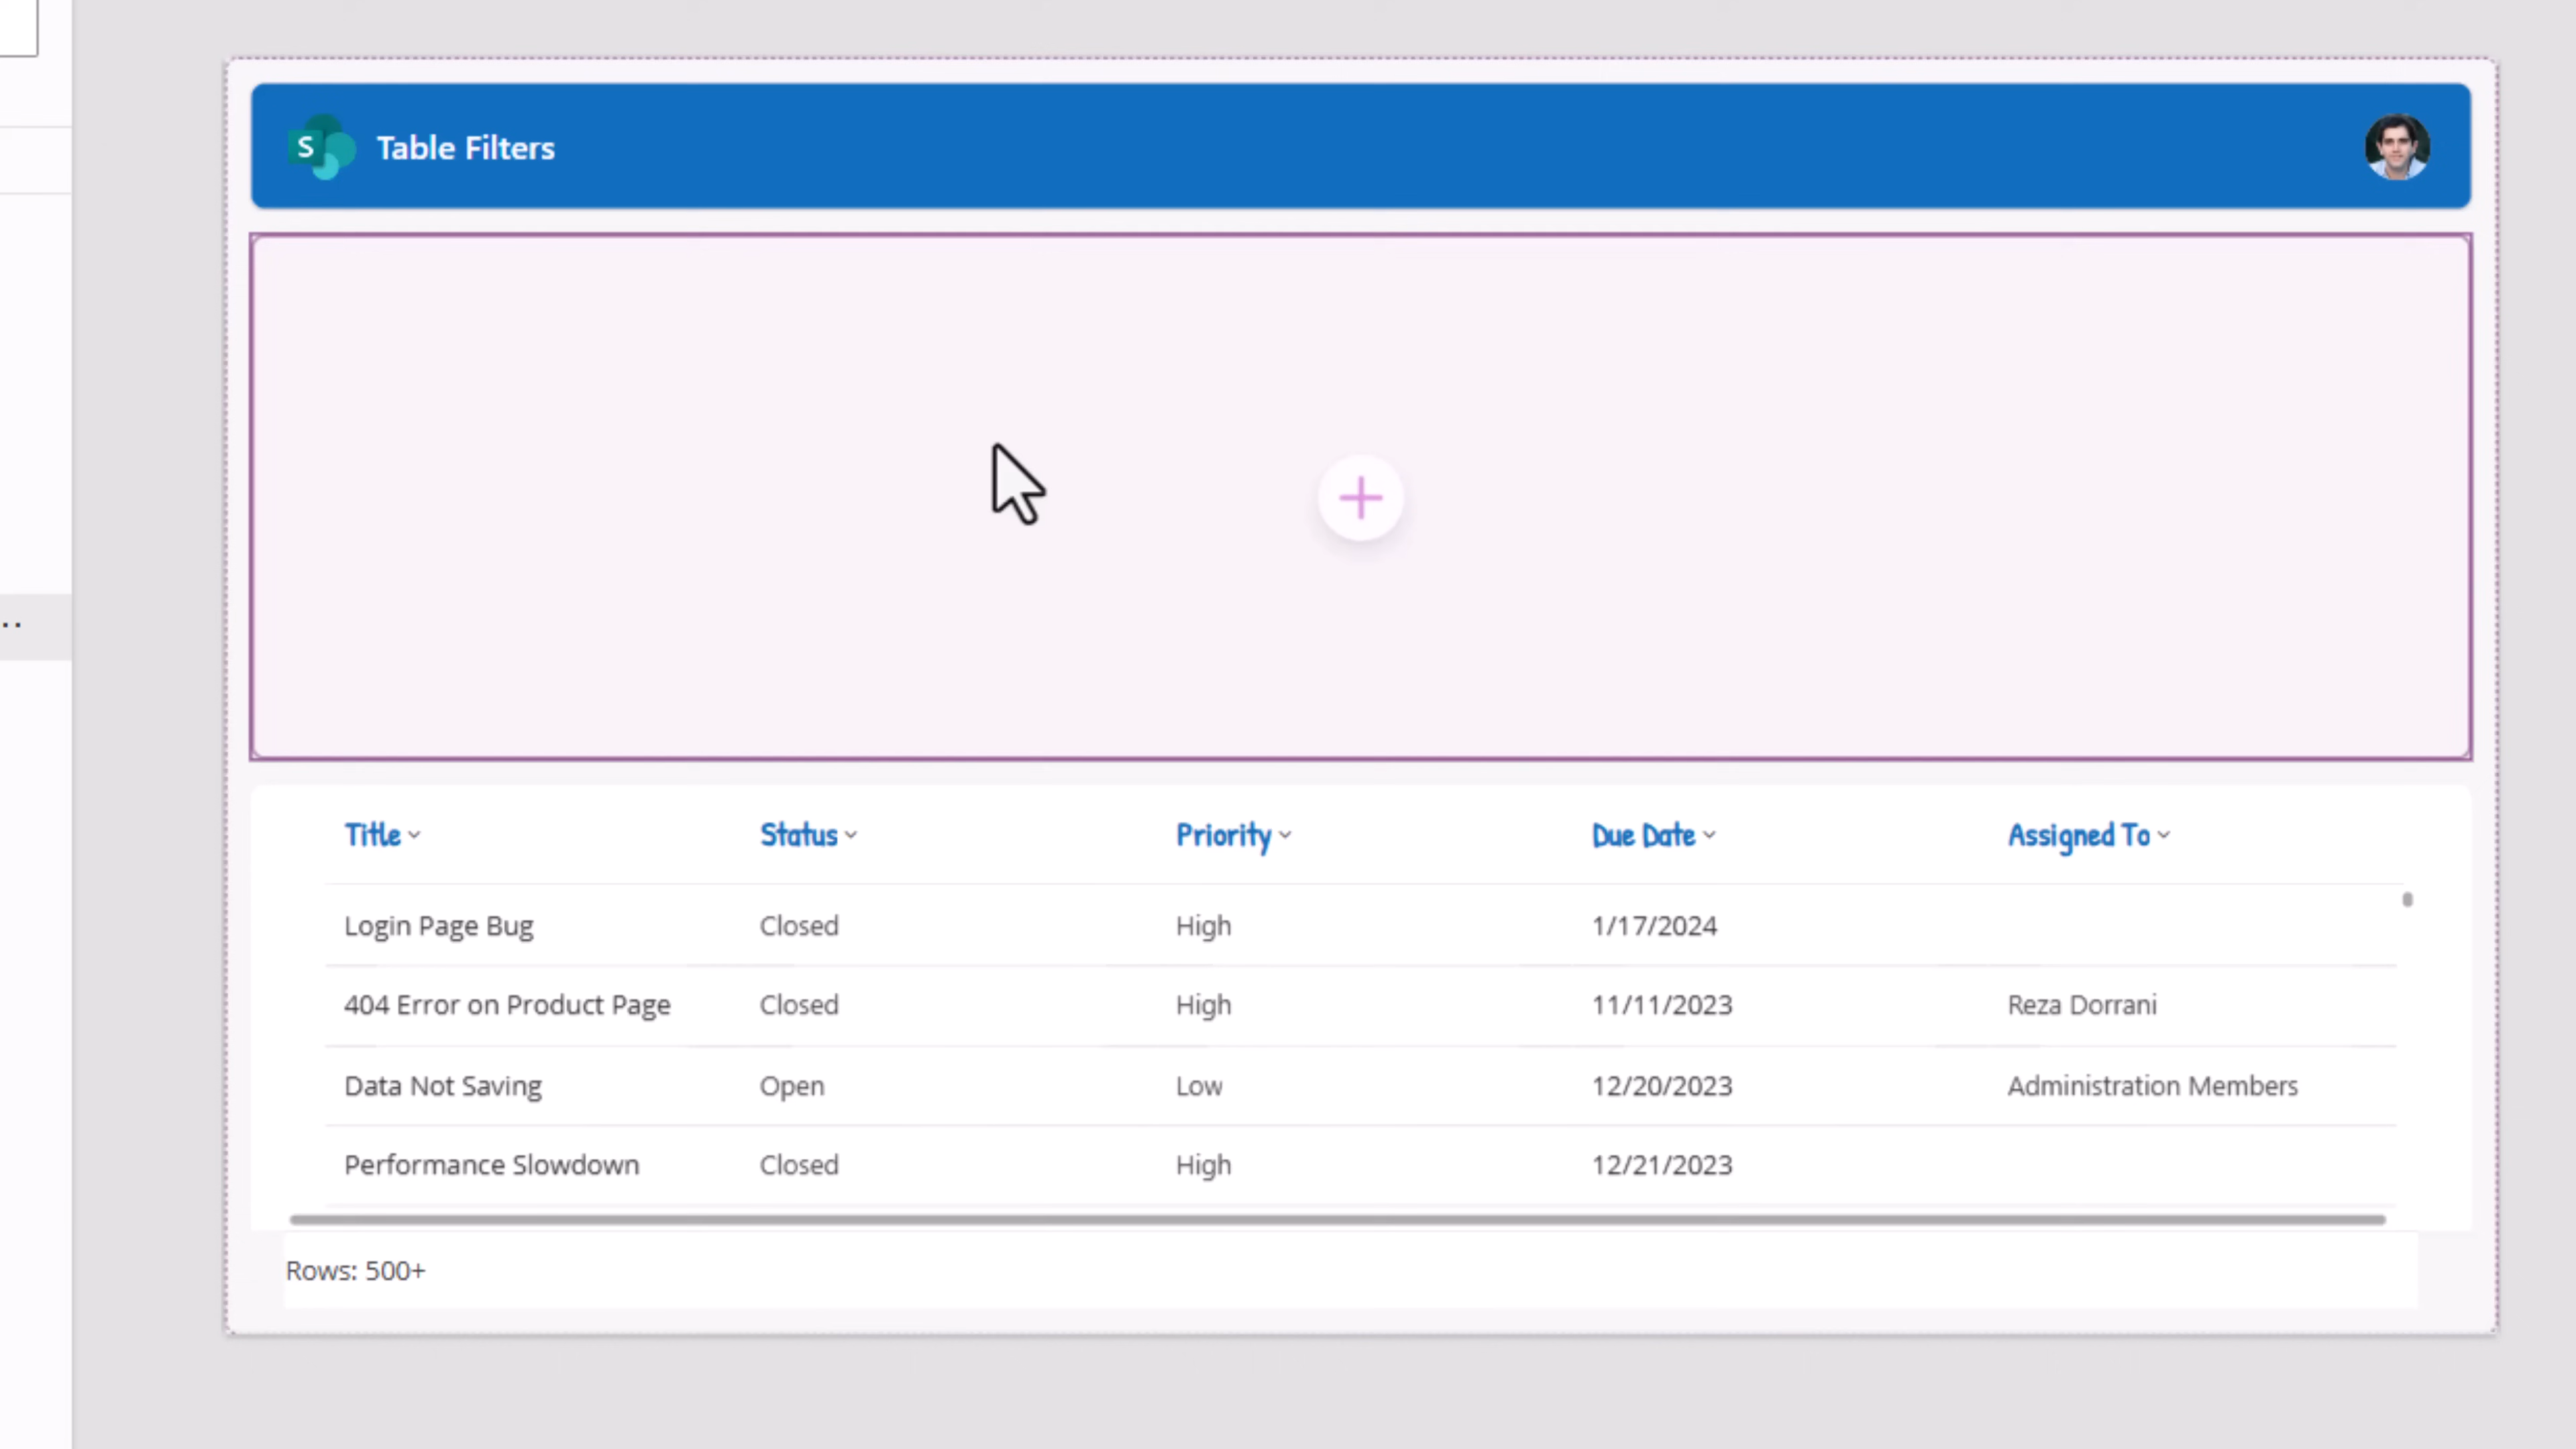 S Table Filters
Title Status Priority Due Date Assigned To
Login Page Bug Closed High 1/17/2024
404 Error on Product Page Closed High 11/11/2023 Reza Dorrani
Data Not Saving Open Low 12/20/2023 Administration Members
Performance Slowdown Closed High 12/21/2023
Rows: 500+